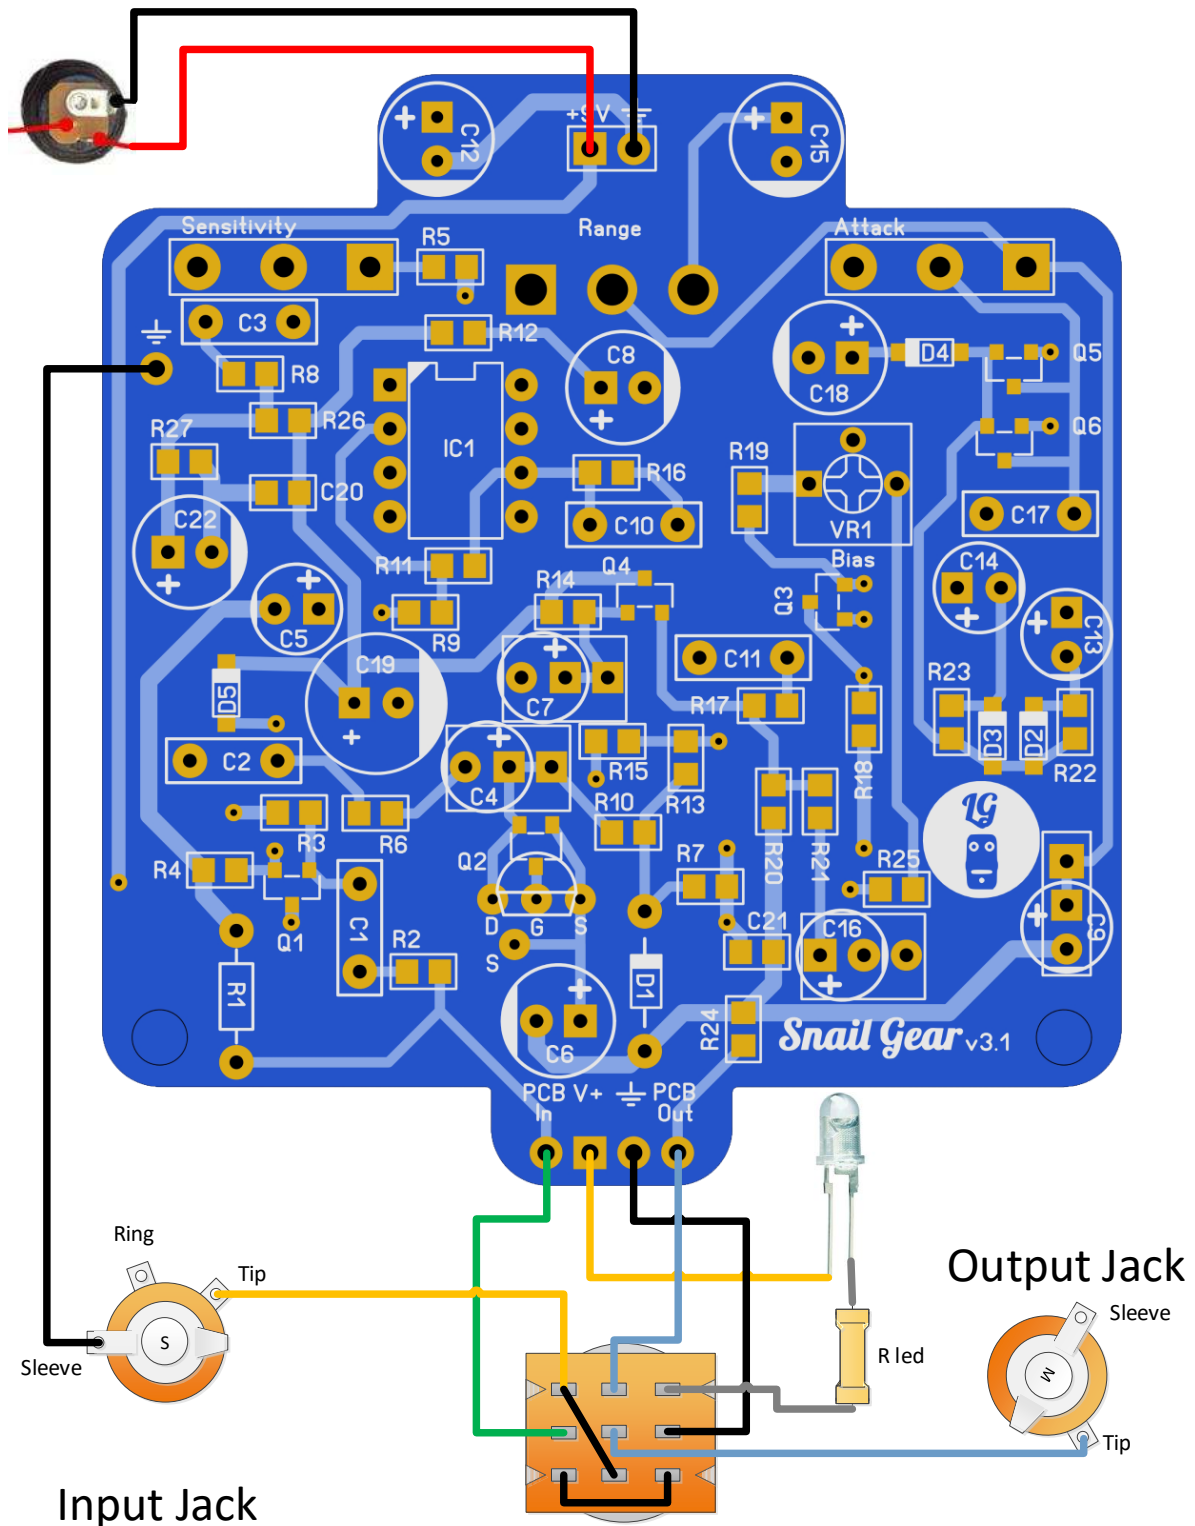 +9V
C12
C15
Sensitivity
Range
Attack
R5
C3
R12
C8
D4
Q5
C18
R8
R26
R27
Q6
IC1
R19
R16
C20
C22
C10
VR1
C17
Bias
R11
Q4
C14
R14
Q3
C5
R9
C13
C19
C11
R23
D5
C7
R17
D3
D2
C2
R15
R18
R22
C4
R10
R13
LG
R3
R6
R20
R21
Q2
R4
R7
R25
D
G
S
C1
Q1
R2
S
C21
C16
C9
R1
D1
C6
R24
Snail Gear v3.1
PCB In
V+
PCB Out
Ring
Tip
Output Jack
Sleeve
S
Sleeve
R led
M
Tip
Input Jack